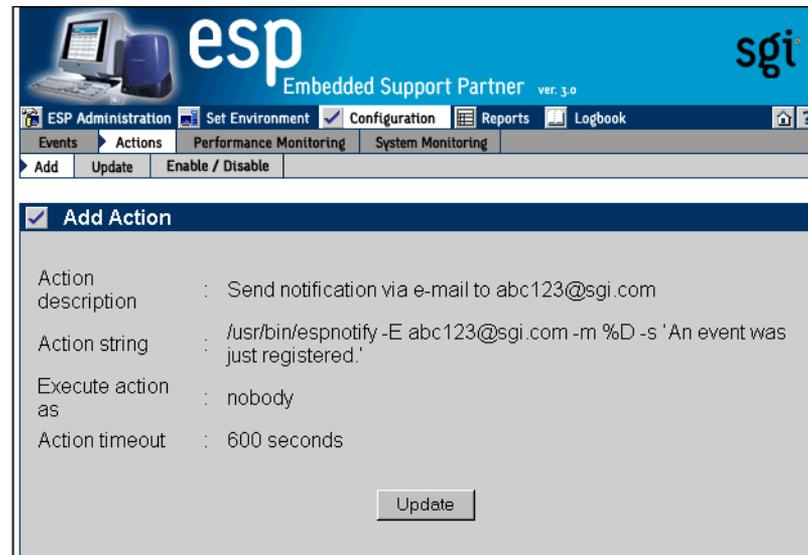 esp
Embedded Support Partner ver. 3.0
sgi
ESP Administration Set Environment Configuration Reports Logbook
Events Actions Performance Monitoring System Monitoring
Add Update Enable / Disable
Add Action
Action description : Send notification via e-mail to abc123@sgi.com
Action string : /usr/bin/espnotify -E abc123@sgi.com -m %D -s 'An event was just registered.'
Execute action as : nobody
Action timeout : 600 seconds
Update